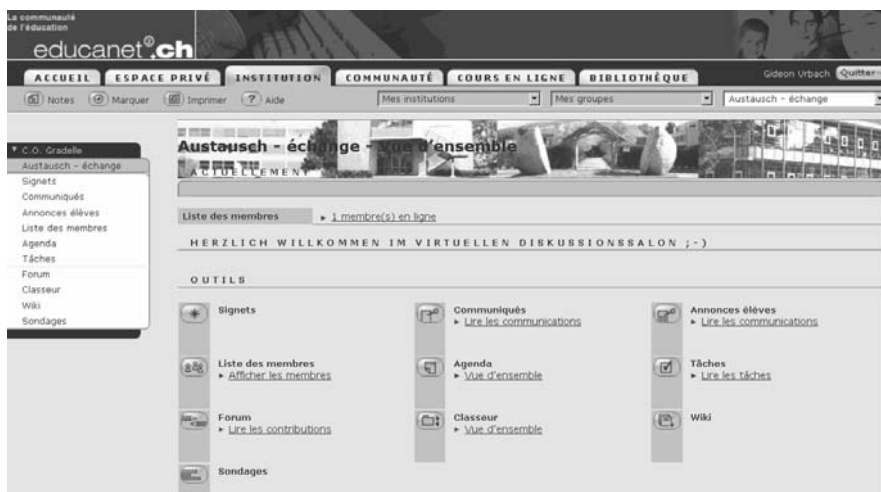 La communauté
de l'éducation
educanet².ch
ACCUEIL ESPACE PRIVÉ INSTITUTION COMMUNAUTÉ COURS EN LIGNE BIBLIOTHÈQUE
Gideon Urbach Quitter
Notes Marquer Imprimer ? Aide Mes institutions Mes groupes Austausch - échange
C.O. Gradelle
Austausch - échange
Signets
Communiqués
Annonces élèves
Liste des membres
Agenda
Tâches
Forum
Classeur
Wiki
Sondages
Austausch - échange - Vue d'ensemble
ACTUELLEMENT
Liste des membres 1 membre(s) en ligne
HERZLICH WILLKOMMEN IM VIRTUELLEN DISKUSSIONSSALON ;-)
OUTILS
Signets
Communiqués
Lire les communications
Annonces élèves
Lire les communications
Liste des membres
Afficher les membres
Agenda
Vue d'ensemble
Tâches
Lire les tâches
Forum
Lire les contributions
Classeur
Vue d'ensemble
Wiki
Sondages